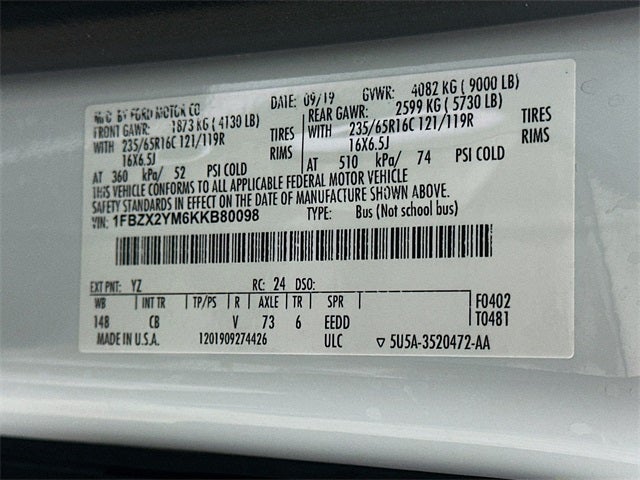 MFD. BY FORD MOTOR CO
DATE: 09/19 GVWR: 4082 KG ( 9000 LB)
FRONT GAWR: 1873 KG ( 4130 LB) REAR GAWR: 2599 KG ( 5730 LB)
WITH 235/65R16C 121/119R TIRES WITH 235/65R16C 121/119R TIRES
16X6.5J RIMS 16X6.5J RIMS
AT 360 kPa/ 52 PSI COLD AT 510 kPa/ 74 PSI COLD
THIS VEHICLE CONFORMS TO ALL APPLICABLE FEDERAL MOTOR VEHICLE
SAFETY STANDARDS IN EFFECT ON THE DATE OF MANUFACTURE SHOWN ABOVE.
VIN: 1FBZX2YM6KKB80098 TYPE: Bus (Not school bus)
EXT PNT: YZ RC: 24 DSO:
WB INT TR TP/PS R AXLE TR SPR F0402
148 CB V 73 6 EEDD T0481
MADE IN U.S.A. 1201909274426 ULC ▽ 5U5A-3520472-AA